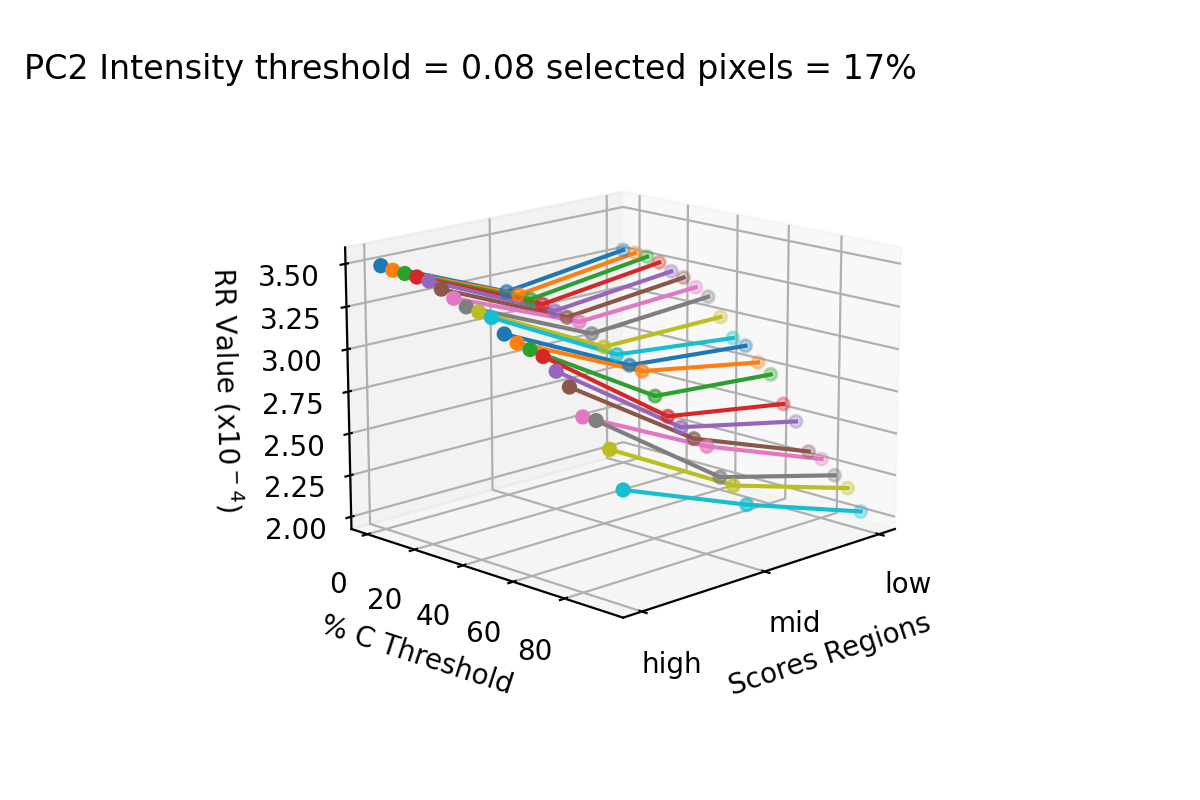 PC2 Intensity threshold = 0.08 selected pixels = 17%
RR Value (x10⁻⁴)
3.50
3.25
3.00
2.75
2.50
2.25
2.00
0
20
40
60
80
% C Threshold
high
mid
low
Scores Regions